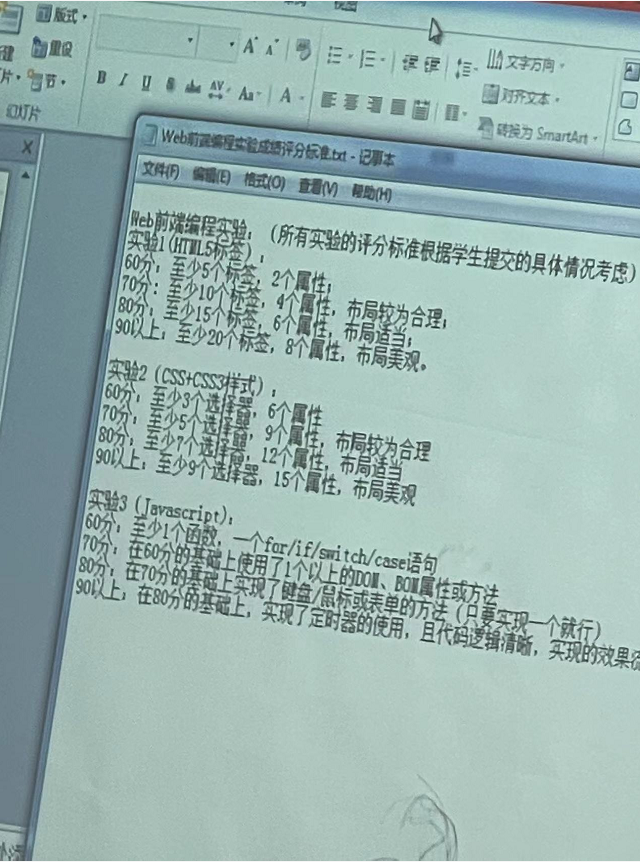 视图
版式
重设
节
幻灯片
B I U S abc AV Aa A
文字方向
对齐文本
转换为 SmartArt
Web前端编程实验成绩评分标准.txt - 记事本
文件(F) 编辑(E) 格式(O) 查看(V) 帮助(H)
Web前端编程实验：（所有实验的评分标准根据学生提交的具体情况考虑）
实验1(HTML5标签)：
60分：至少5个标签，2个属性；
70分：至少10个标签，4个属性，布局较为合理；
80分：至少15个标签，6个属性，布局适当；
90以上：至少20个标签，8个属性，布局美观。
实验2（CSS+CSS3样式）：
60分：至少3个选择器，6个属性
70分：至少5个选择器，9个属性，布局较为合理
80分：至少7个选择器，12个属性，布局适当
90以上：至少9个选择器，15个属性，布局美观
实验3（Javascript）：
60分：至少1个函数，一个for/if/switch/case语句
70分：在60分的基础上使用了1个以上的DOM、BOM属性或方法
80分：在70分的基础上实现了键盘/鼠标或表单的方法（只要实现一个就行）
90以上：在80分的基础上，实现了定时器的使用，且代码逻辑清晰，实现的效果流